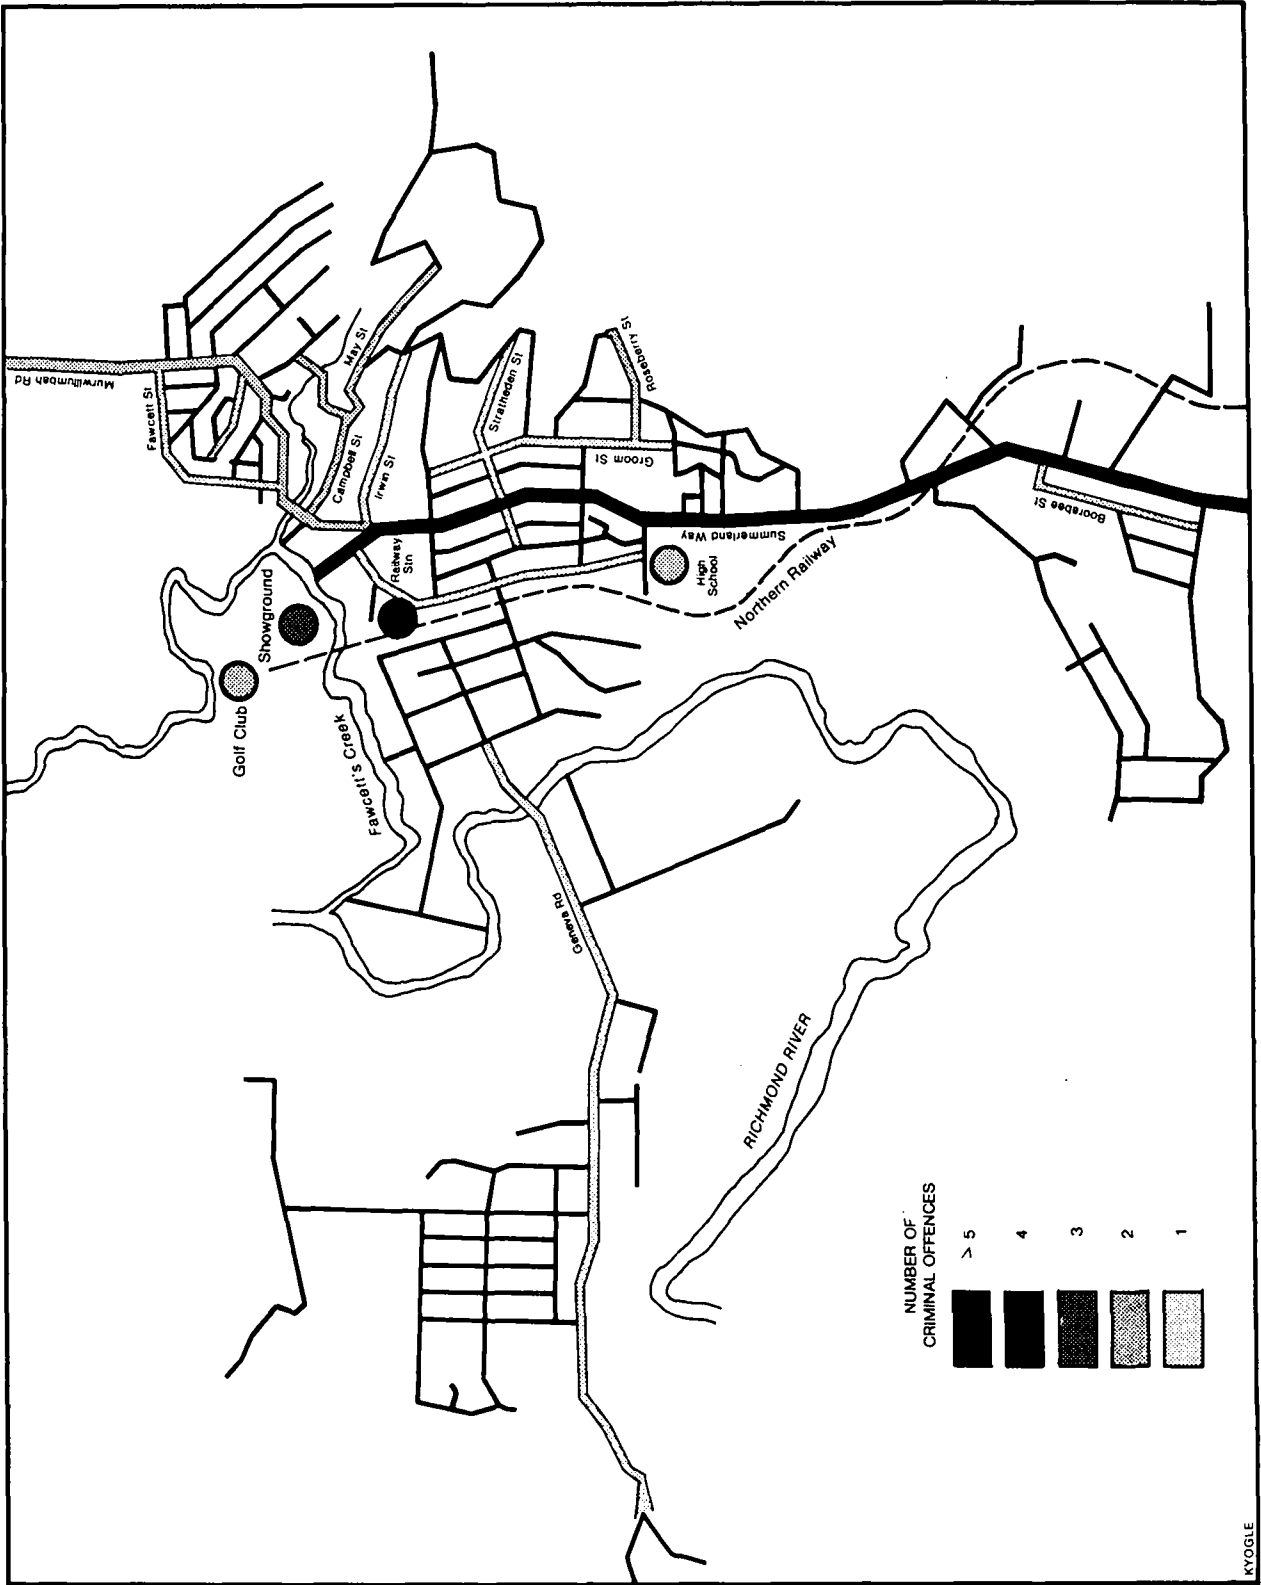 Murwillumbah Rd
Fawcett St
May St
Campbell St
Irwin St
Stratheden St
Roseberry St
Groom St
Railway
Stn
Showground
Golf Club
Fawcett's Creek
High
School
Summerland Way
Northern Railway
Boorabee St
Geneva Rd
RICHMOND RIVER
NUMBER OF
CRIMINAL OFFENCES
> 5
4
3
2
1
KYOGLE